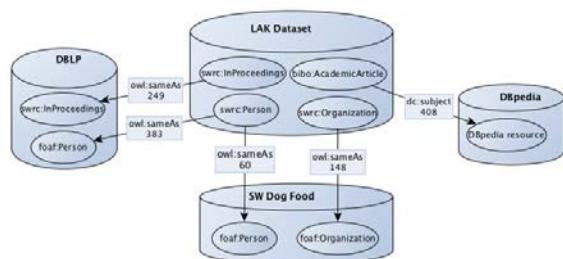 LAK Dataset
DBLP
swrc:InProceedings
bibo:AcademicArticle
owl:sameAs
249
swrc:InProceedings
swrc:Person
swrc:Organization
dc:subject
408
DBpedia
owl:sameAs
383
foaf:Person
DBpedia resource
owl:sameAs
60
owl:sameAs
148
SW Dog Food
foaf:Person
foaf:Organization